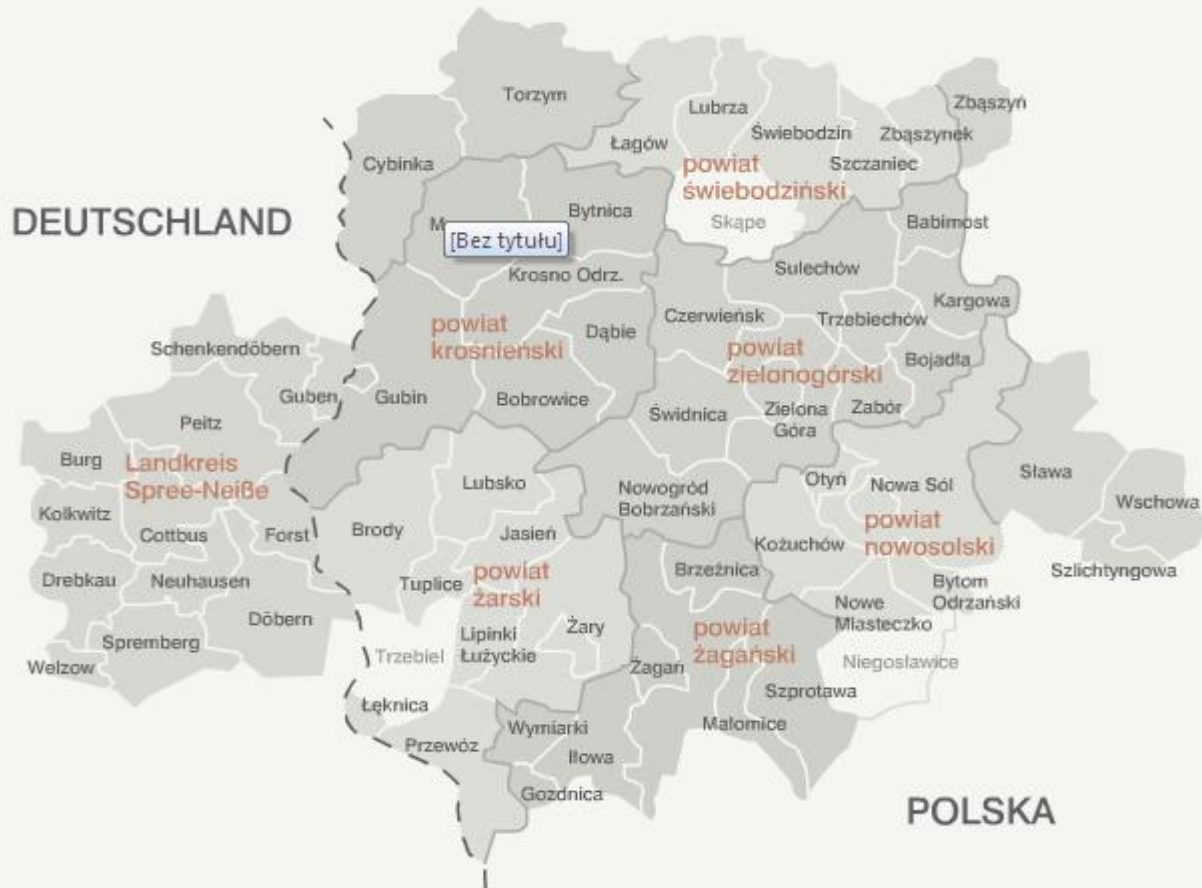 Torzym
Zbąszyń
Lubrza
Świebodzin
Zbąszynek
Łagów
Szczaniec
Cybinka
powiat
świebodziński
Skąpe
DEUTSCHLAND
M
Bytnica
[Bez tytułu]
Babimost
Krosno Odrz.
Sulechów
Kargowa
Czerwieńsk
Trzebiechów
powiat
krośnieński
Dąbie
powiat
zielonogórski
Bojadła
Schenkendöbern
Guben
Gubin
Bobrowice
Świdnica
Zielona
Góra
Zabór
Peitz
Burg
Landkreis
Spree-Neiße
Lubsko
Nowogród
Bobrzański
Otyń
Nowa Sól
Sława
Wschowa
Kolkwitz
Cottbus
Forst
Brody
Jasień
Kożuchów
powiat
nowosolski
Szlichtyngowa
Drebkau
Neuhausen
Tuplice
powiat
żarski
Brzeźnica
Bytom
Odrzański
Nowe
Miasteczko
Döbern
Spremberg
Welzow
Trzebiel
Lipinki
Łużyckie
Żary
Żagań
powiat
żagański
Niegosławice
Szprotawa
Małomice
Łęknica
Przewóz
Wymiarki
Iłowa
Gozdnica
POLSKA